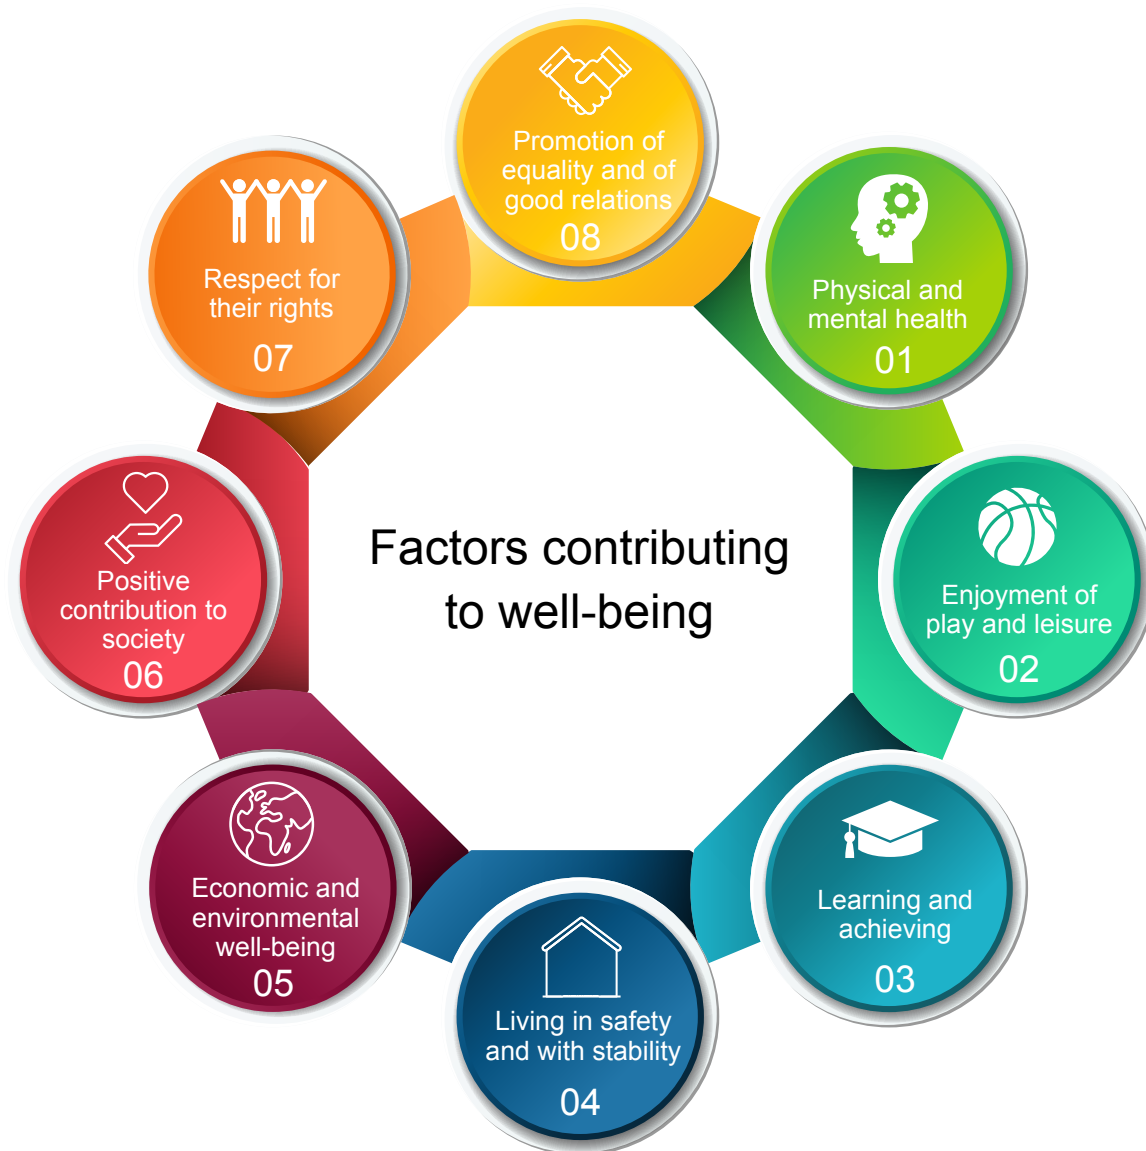 Factors contributing
to well-being
Physical and
mental health
01
Enjoyment of
play and leisure
02
Learning and
achieving
03
Living in safety
and with stability
04
Economic and
environmental
well-being
05
Positive
contribution to
society
06
Respect for
their rights
07
Promotion of
equality and of
good relations
08